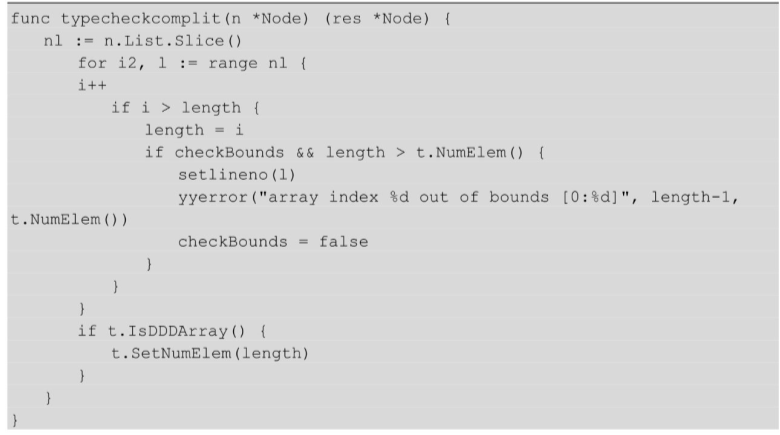 func typecheckcomplit(n *Node) (res *Node) {
nl := n.List.Slice()
for i2, l := range nl {
i++
if i > length {
length = i
if checkBounds && length > t.NumElem() {
setlineno(l)
yyerror("array index %d out of bounds [0:%d]", length-1,
t.NumElem())
checkBounds = false
}
}
}
if t.IsDDDArray() {
t.SetNumElem(length)
}
}
}